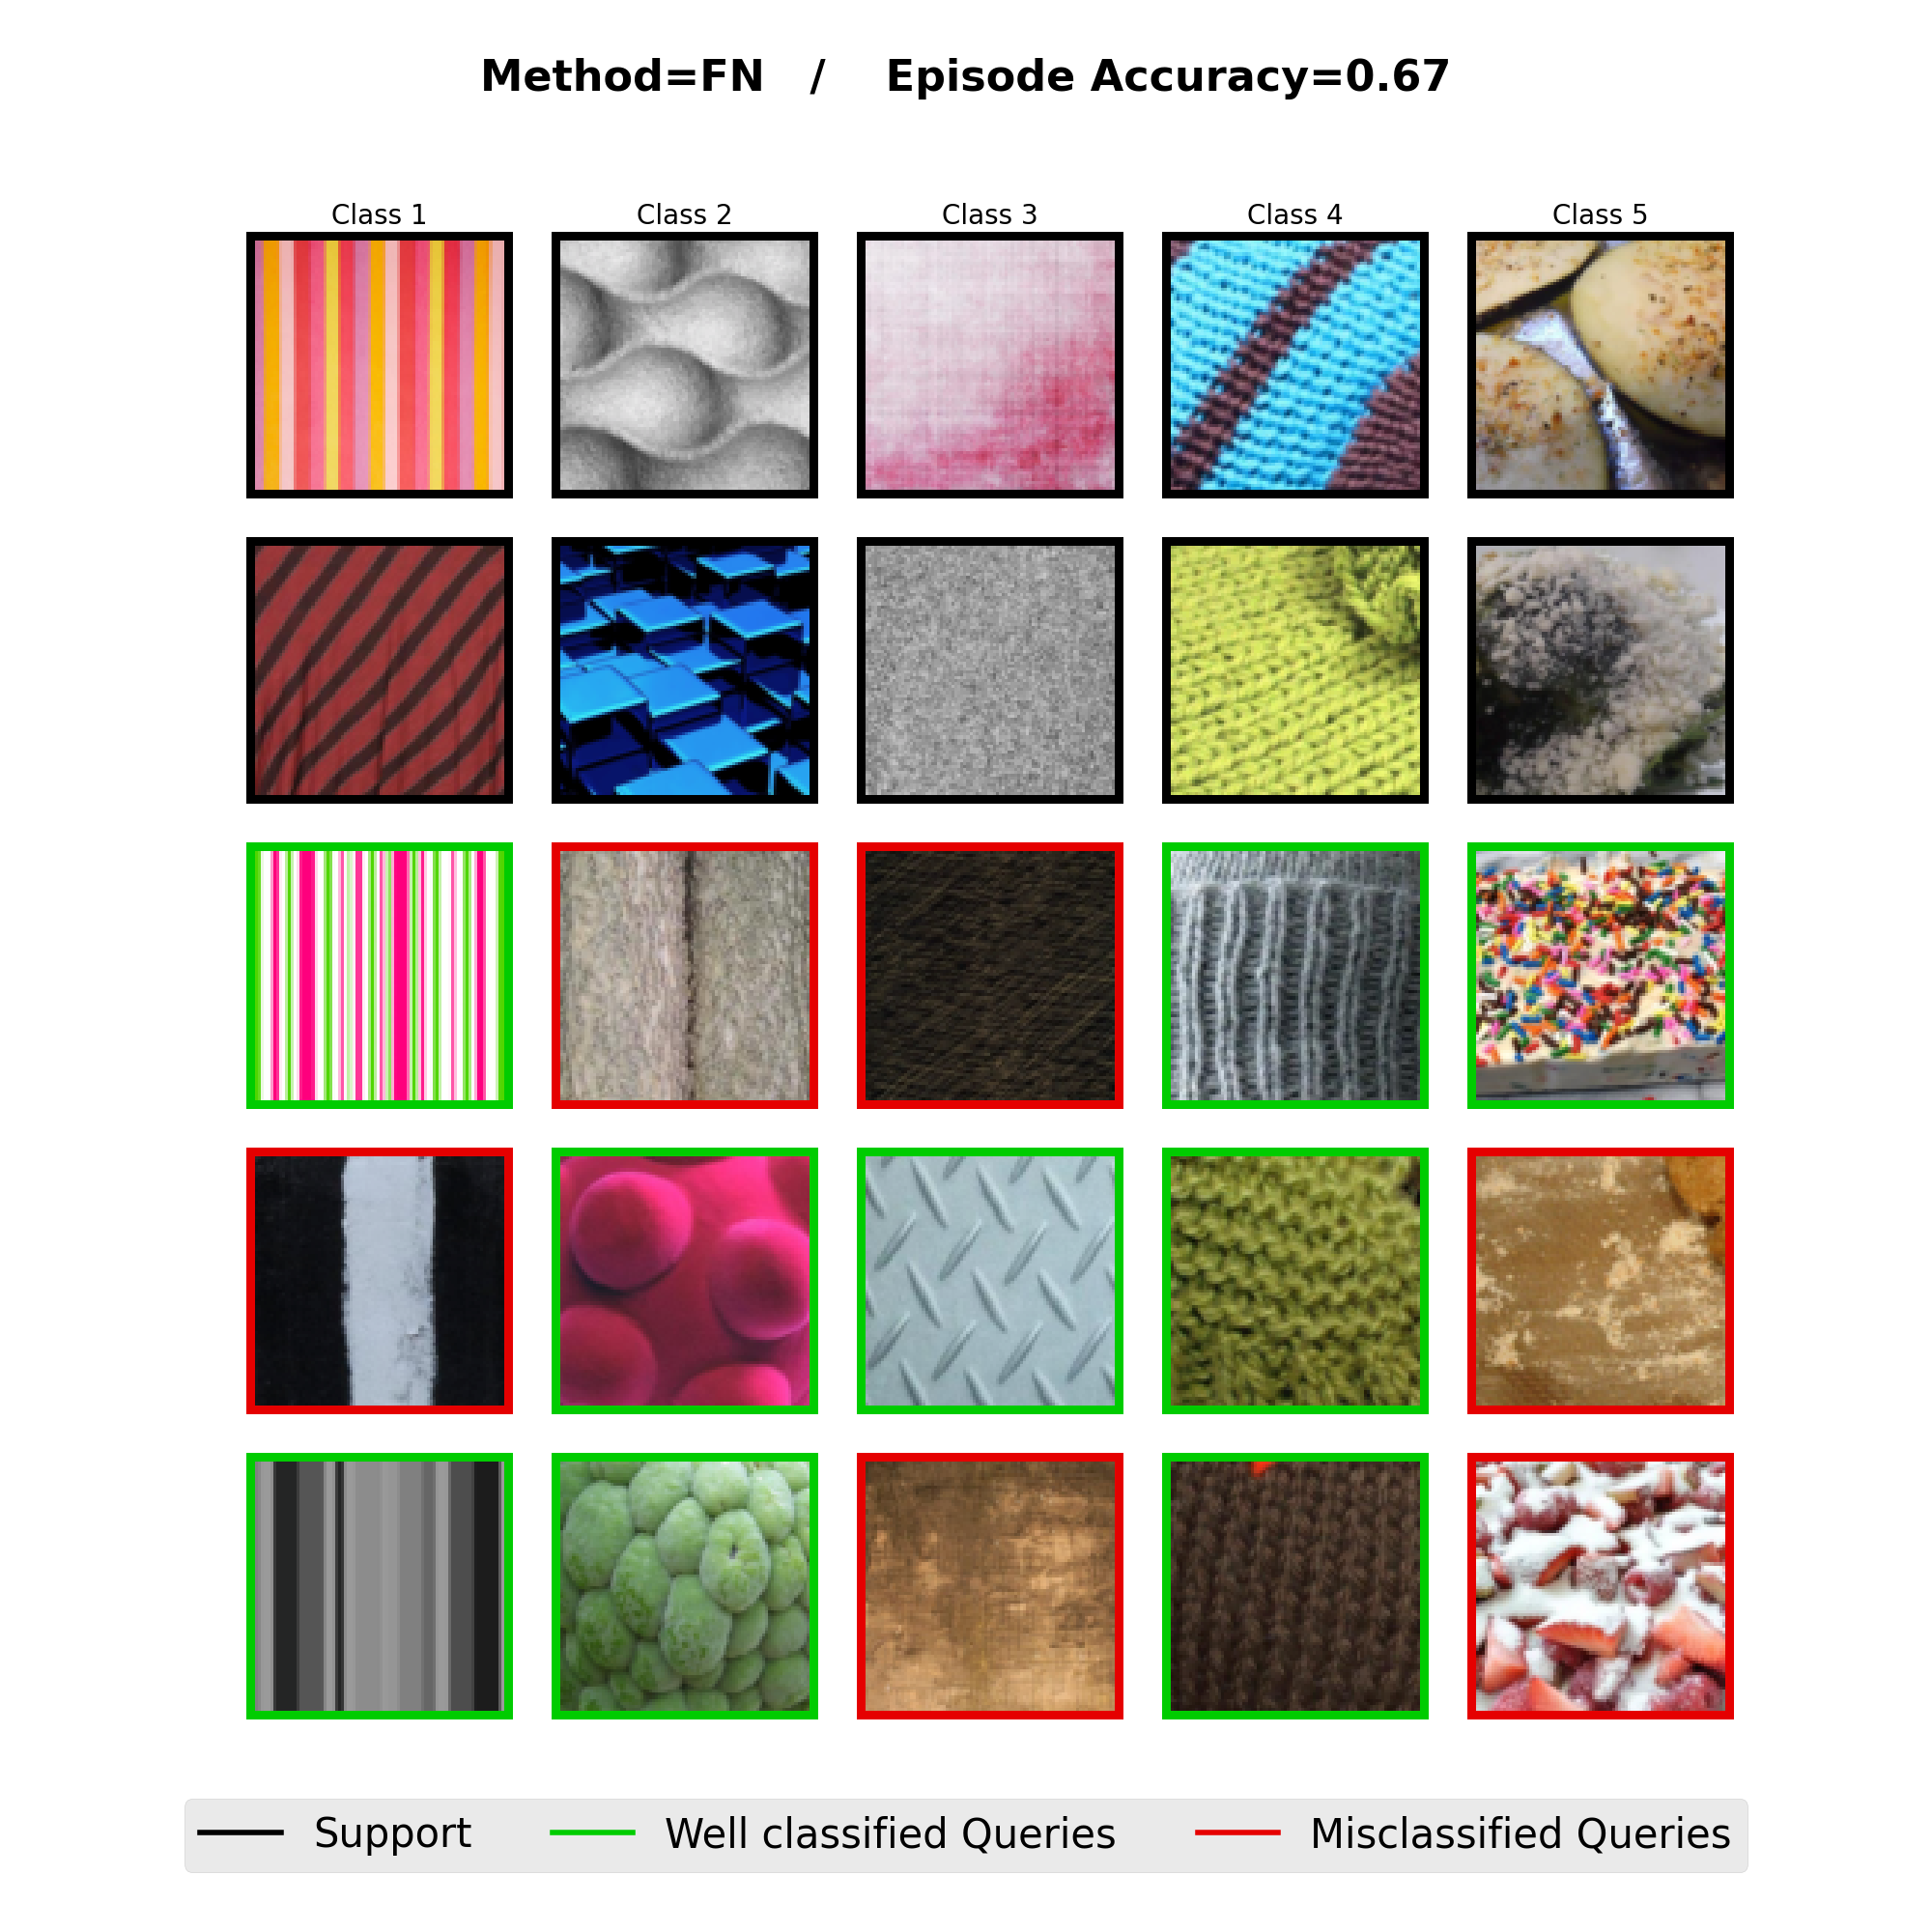 Method=FN / Episode Accuracy=0.67
Class 1 Class 2 Class 3 Class 4 Class 5
Support Well classified Queries Misclassified Queries